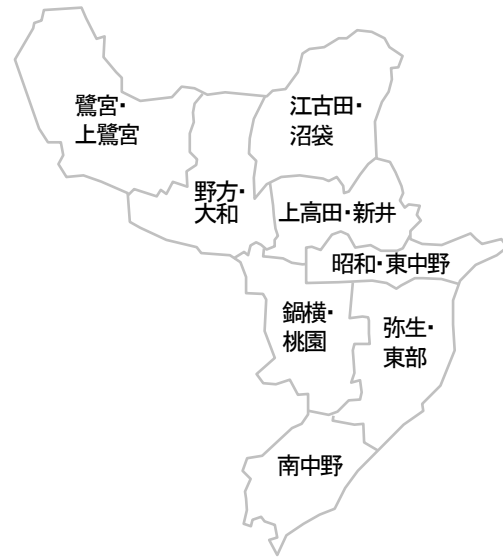 鷺宮・
上鷺宮
江古田・
沼袋
野方・
大和
上高田・新井
昭和・東中野
鍋横・
桃園
弥生・
東部
南中野